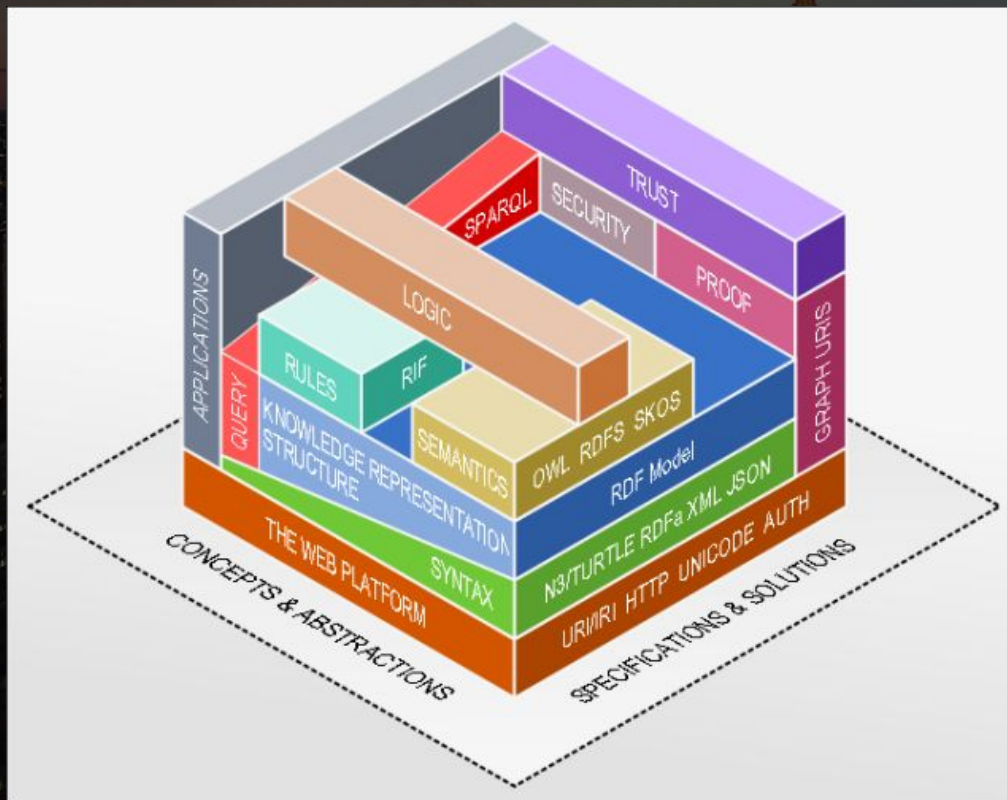 TRUST
SPARQL
SECURITY
PROOF
APPLICATIONS
LOGIC
GRAPH URIS
RULES
RIF
QUERY
KNOWLEDGE REPRESENTATION
STRUCTURE
SEMANTICS
OWL RDFS SKOS
RDF Model
SYNTAX
N3/TURTLE RDFa XML JSON
THE WEB PLATFORM
URI/IRI HTTP UNICODE AUTH
CONCEPTS & ABSTRACTIONS
SPECIFICATIONS & SOLUTIONS